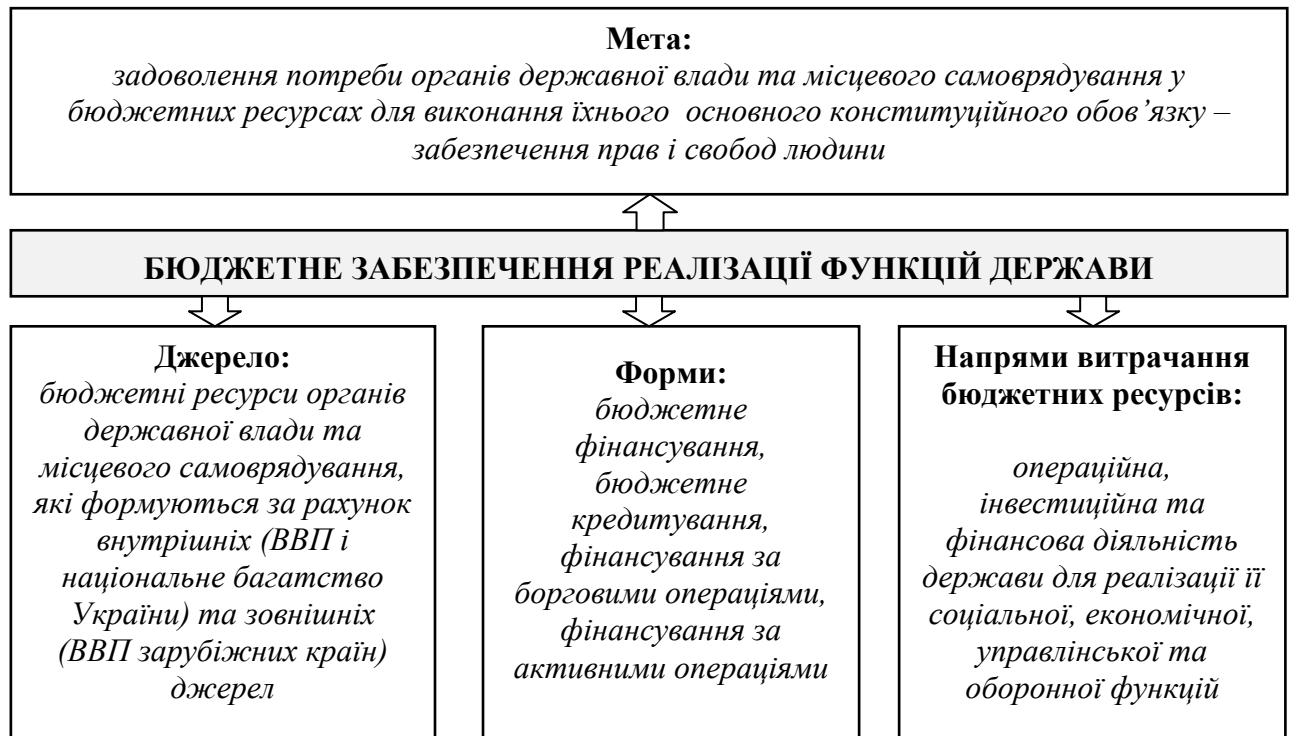 Мета:
задоволення потреби органів державної влади та місцевого самоврядування у
бюджетних ресурсах для виконання їхнього основного конституційного обов’язку –
забезпечення прав і свобод людини
БЮДЖЕТНЕ ЗАБЕЗПЕЧЕННЯ РЕАЛІЗАЦІЇ ФУНКЦІЙ ДЕРЖАВИ
Джерело:
бюджетні ресурси органів
державної влади та
місцевого самоврядування,
які формуються за рахунок
внутрішніх (ВВП і
національне багатство
України) та зовнішніх
(ВВП зарубіжних країн)
джерел
Форми:
бюджетне
фінансування,
бюджетне
кредитування,
фінансування за
борговими операціями,
фінансування за
активними операціями
Напрями витрачання
бюджетних ресурсів:
операційна,
інвестиційна та
фінансова діяльність
держави для реалізації її
соціальної, економічної,
управлінської та
оборонної функцій